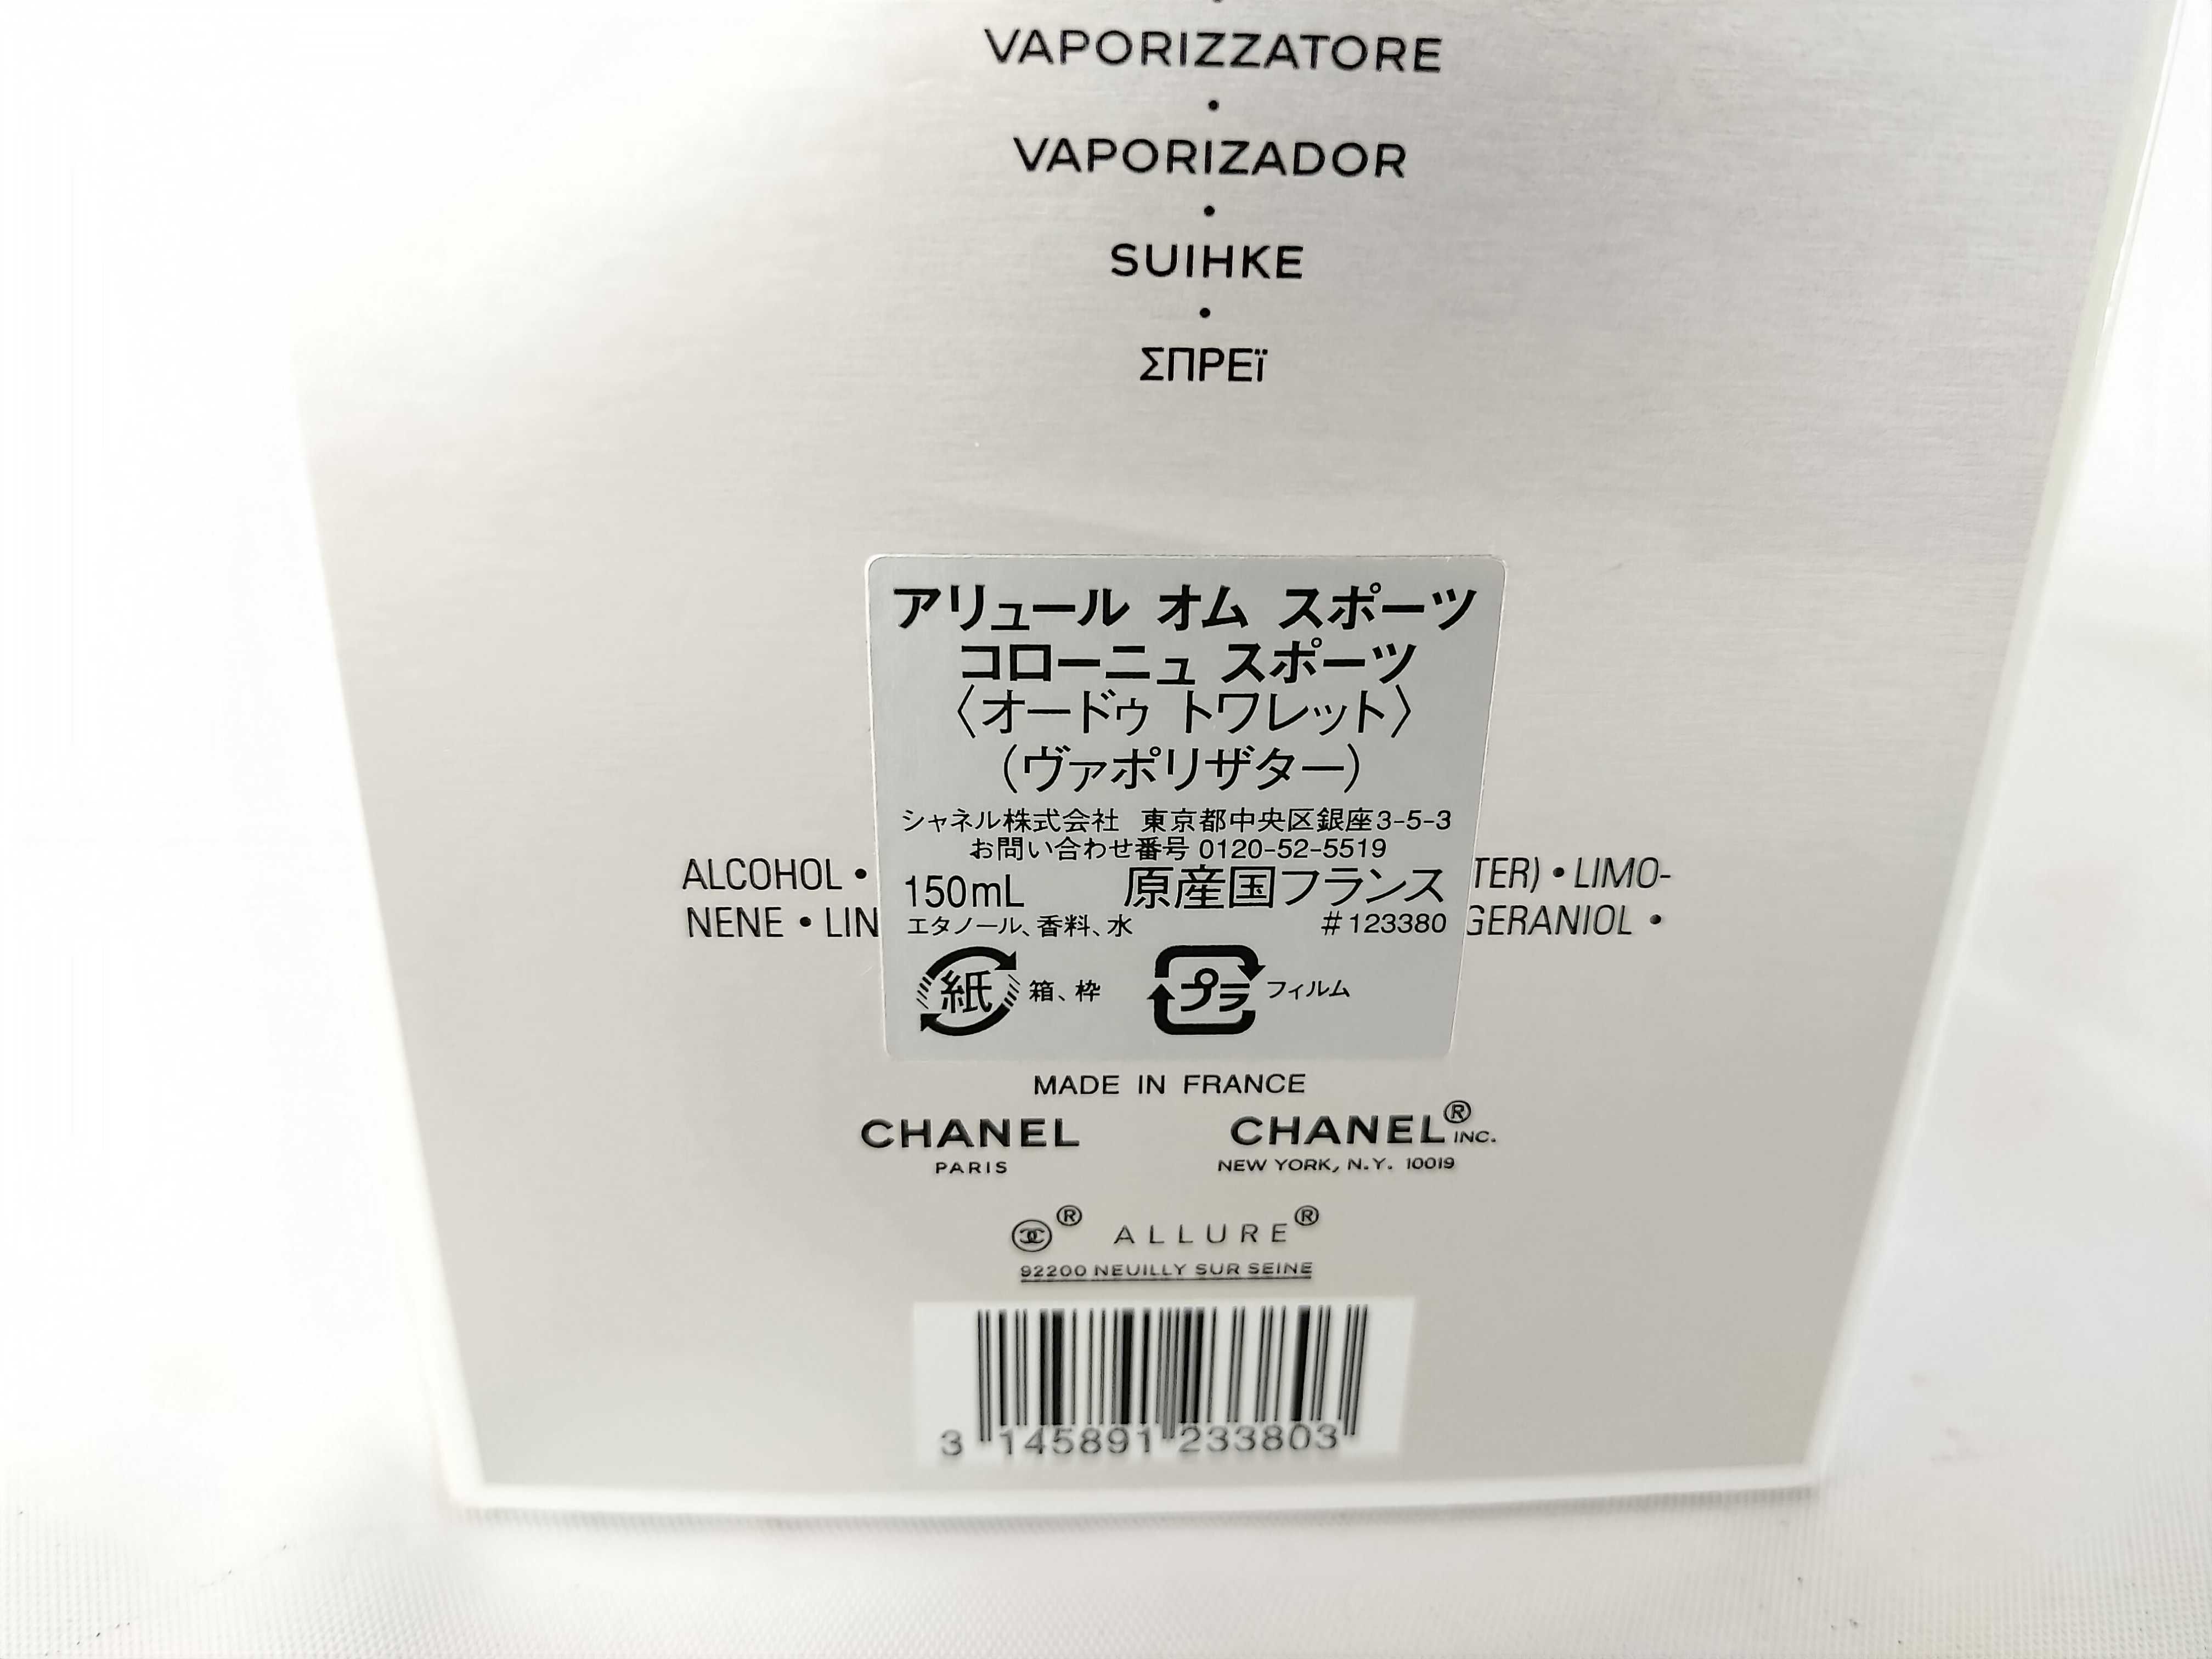 VAPORIZZATORE
•
VAPORIZADOR
•
SUIHKE
•
ΣΠΡΕϊ
アリュール オム スポーツ
コローニュ スポーツ
〈オードゥ トワレット〉
(ヴァポリザター)
シャネル株式会社 東京都中央区銀座3-5-3
お問い合わせ番号 0120-52-5519
150mL 原産国フランス
エタノール、香料、水 #123380
紙 箱、枠 プラ フィルム
ALCOHOL • TER) • LIMO-
NENE • LIN GERANIOL •
MADE IN FRANCE
CHANEL CHANEL® INC.
PARIS NEW YORK, N.Y. 10019
® ALLURE®
92200 NEUILLY SUR SEINE
3 145891 233803